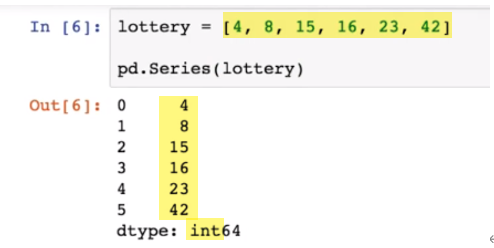 In [6]: lottery = [4, 8, 15, 16, 23, 42]
pd.Series(lottery)
Out[6]: 0 4
1 8
2 15
3 16
4 23
5 42
dtype: int64